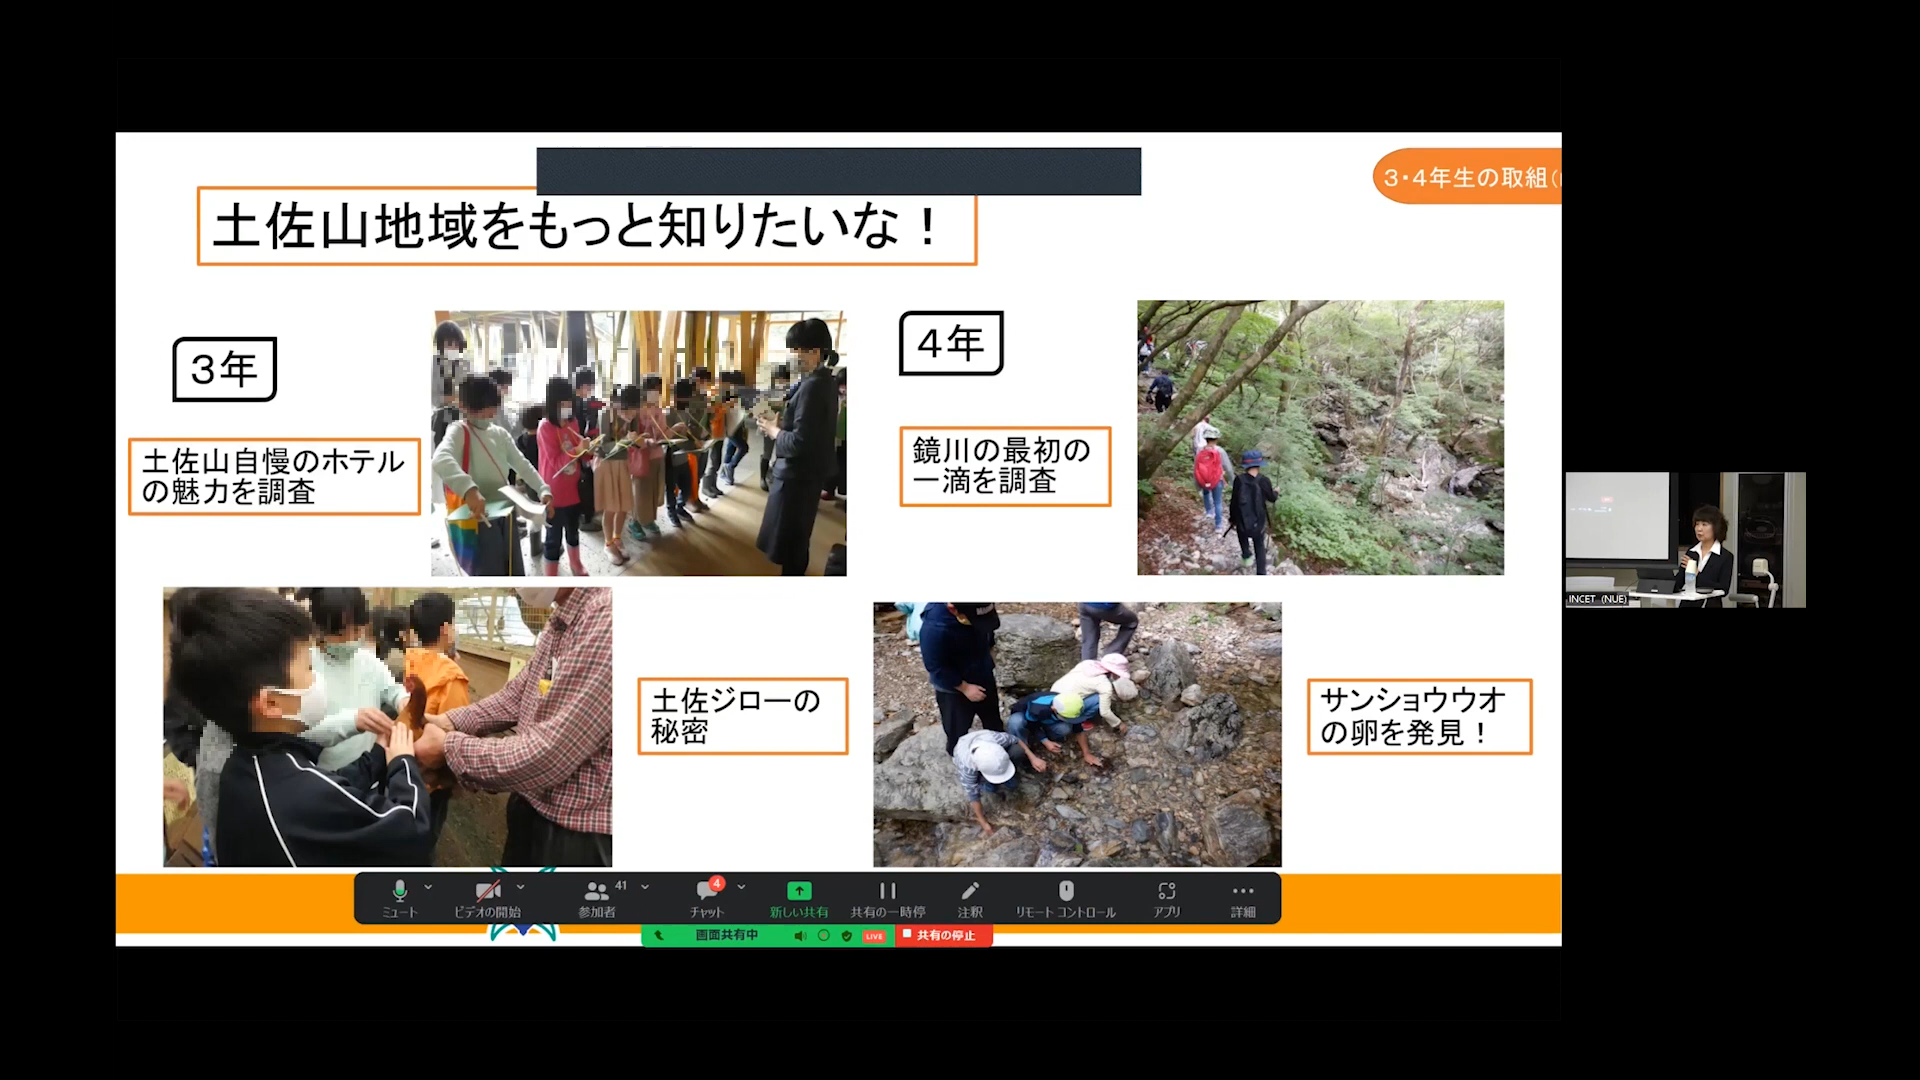 3・4年生の取組
土佐山地域をもっと知りたいな！
3年
土佐山自慢のホテル
の魅力を調査
土佐ジローの
秘密
4年
鏡川の最初の
一滴を調査
サンショウウオ
の卵を発見！
INCET (NUE)
ミュート
ビデオの開始
参加者
41
チャット
4
新しい共有
共有の一時停
注釈
リモート コントロール
アプリ
詳細
画面共有中
LIVE
共有の停止